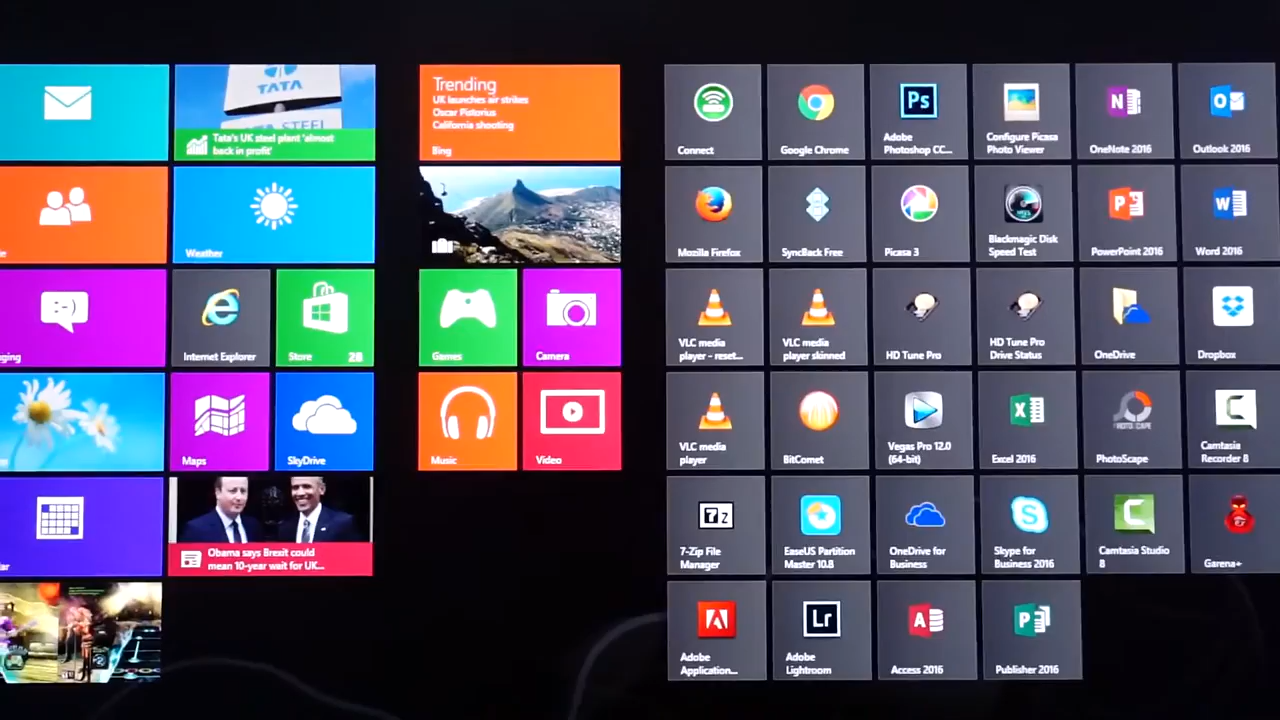 TATA
STEEL
Tata's UK steel plant 'almost
back in profit'
Weather
ging
Internet Explorer
Store
28
Maps
SkyDrive
Obama says Brexit could
mean 10-year wait for UK...
Trending
UK launches air strikes
Oscar Pistorius
California shooting
Bing
Games
Camera
Music
Video
Connect
Google Chrome
Ps
Adobe
Photoshop CC...
Configure Picasa
Photo Viewer
N
OneNote 2016
O
Outlook 2016
Mozilla Firefox
SyncBack Free
Picasa 3
Blackmagic Disk
Speed Test
P
PowerPoint 2016
W
Word 2016
VLC media
player - reset...
VLC media
player skinned
HD Tune Pro
HD Tune Pro
Drive Status
OneDrive
Dropbox
VLC media
player
BitComet
Vegas Pro 12.0
(64-bit)
X
Excel 2016
PhotoScape
C
Camtasia
Recorder 8
7z
7-Zip File
Manager
EaseUS Partition
Master 10.8
OneDrive for
Business
S
Skype for
Business 2016
C
Camtasia Studio
8
Garena+
Adobe
Application...
Lr
Adobe
Lightroom
A
Access 2016
P
Publisher 2016